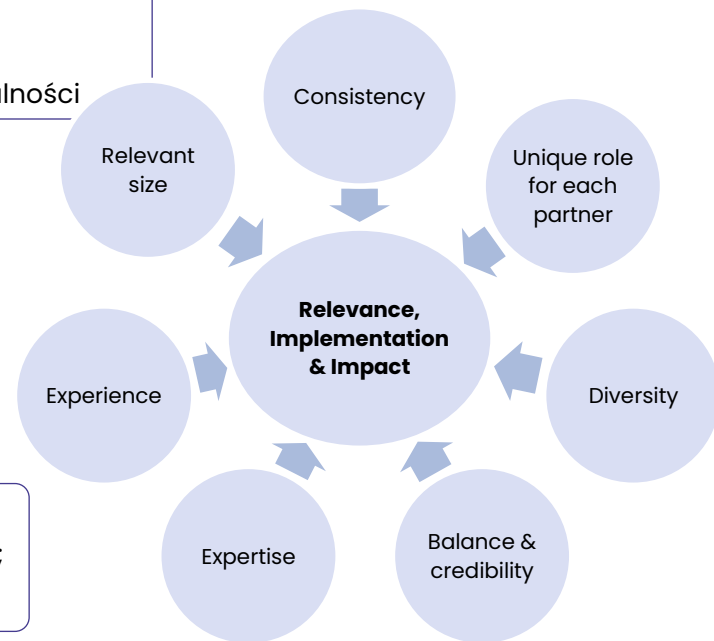 lności
Consistency
Relevant
size
Unique role
for each
partner
Relevance,
Implementation
& Impact
Experience
Diversity
Expertise
Balance &
credibility